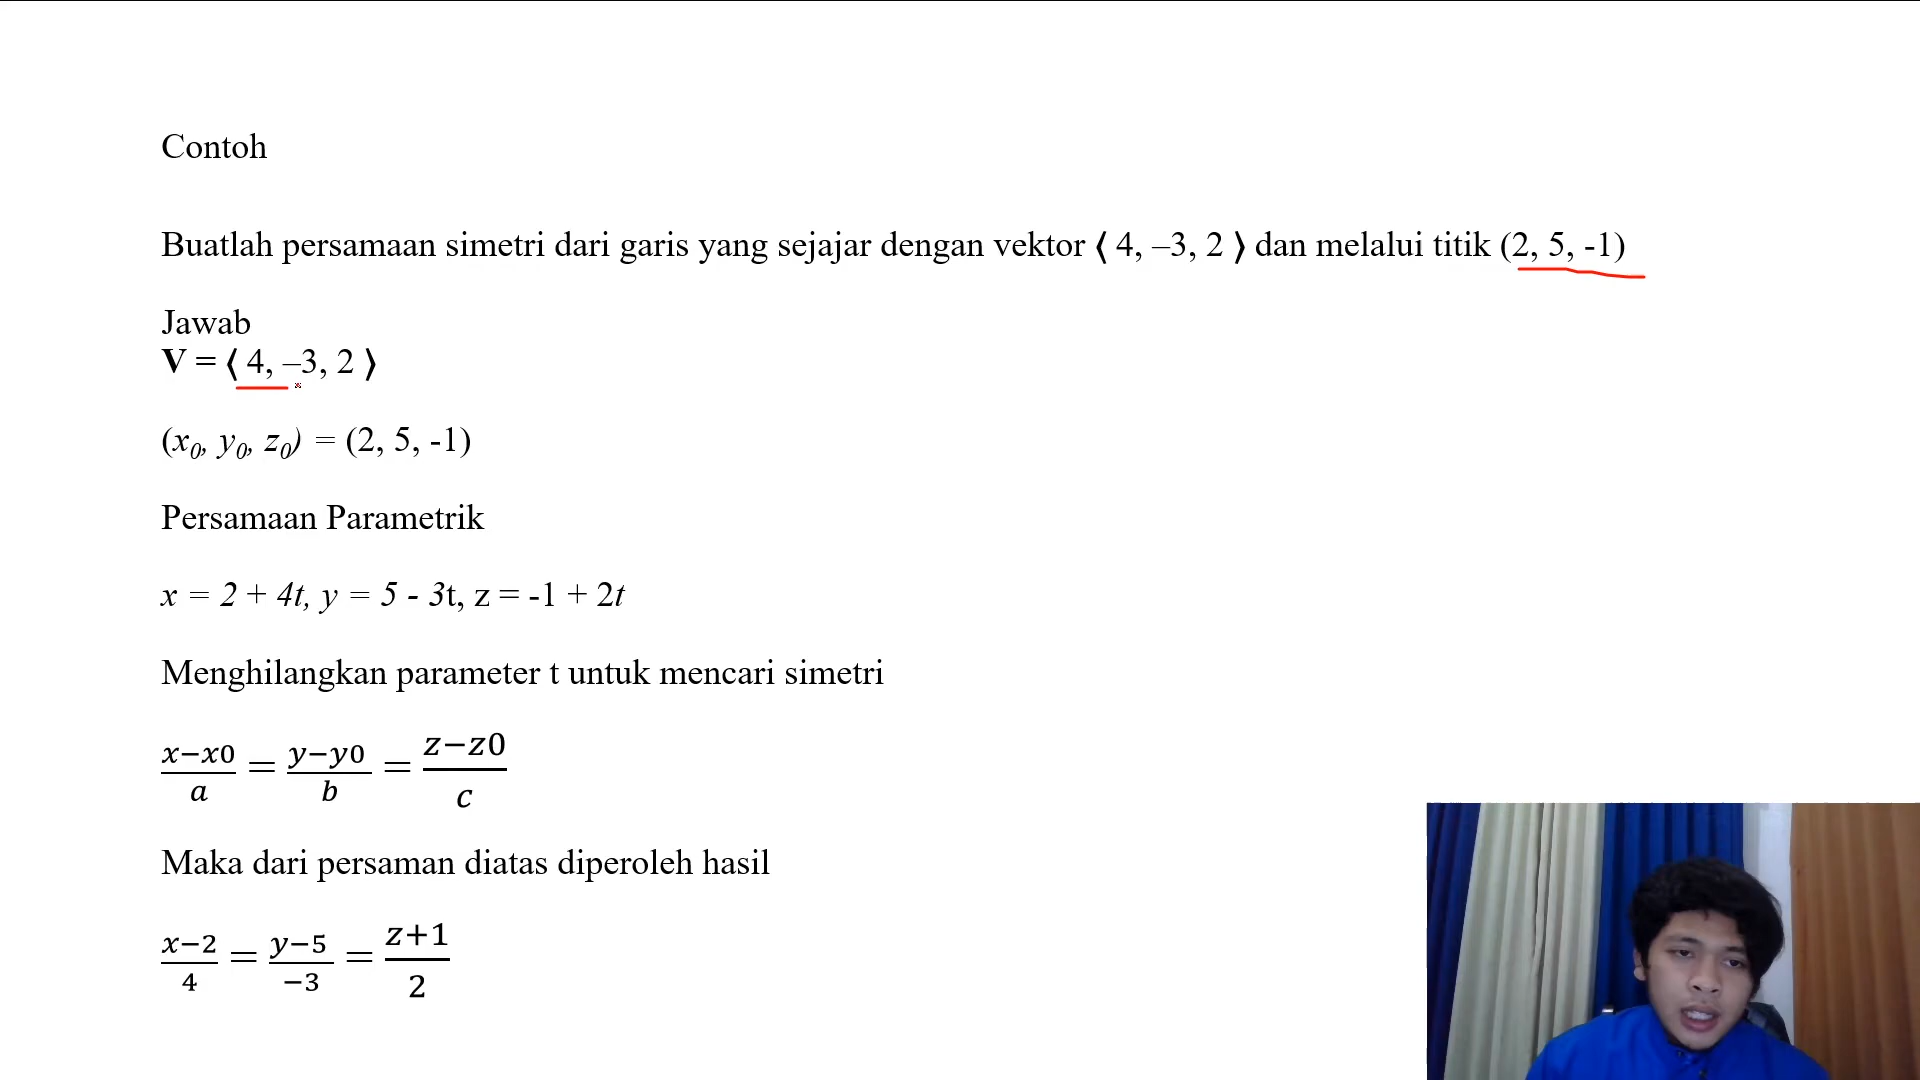 Contoh
Buatlah persamaan simetri dari garis yang sejajar dengan vektor ⟨ 4, –3, 2 ⟩ dan melalui titik (2, 5, -1)
Jawab
V = ⟨ 4, –3, 2 ⟩
(x₀, y₀, z₀) = (2, 5, -1)
Persamaan Parametrik
x = 2 + 4t, y = 5 - 3t, z = -1 + 2t
Menghilangkan parameter t untuk mencari simetri
x−x0/a = y−y0/b = z−z0/c
Maka dari persaman diatas diperoleh hasil
x−2/4 = y−5/−3 = z+1/2